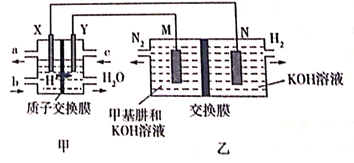 X Y
a c
b H⁺ H₂O
质子交换膜
甲
N₂ M N H₂
KOH溶液
甲基肼和
KOH溶液
交换膜
乙